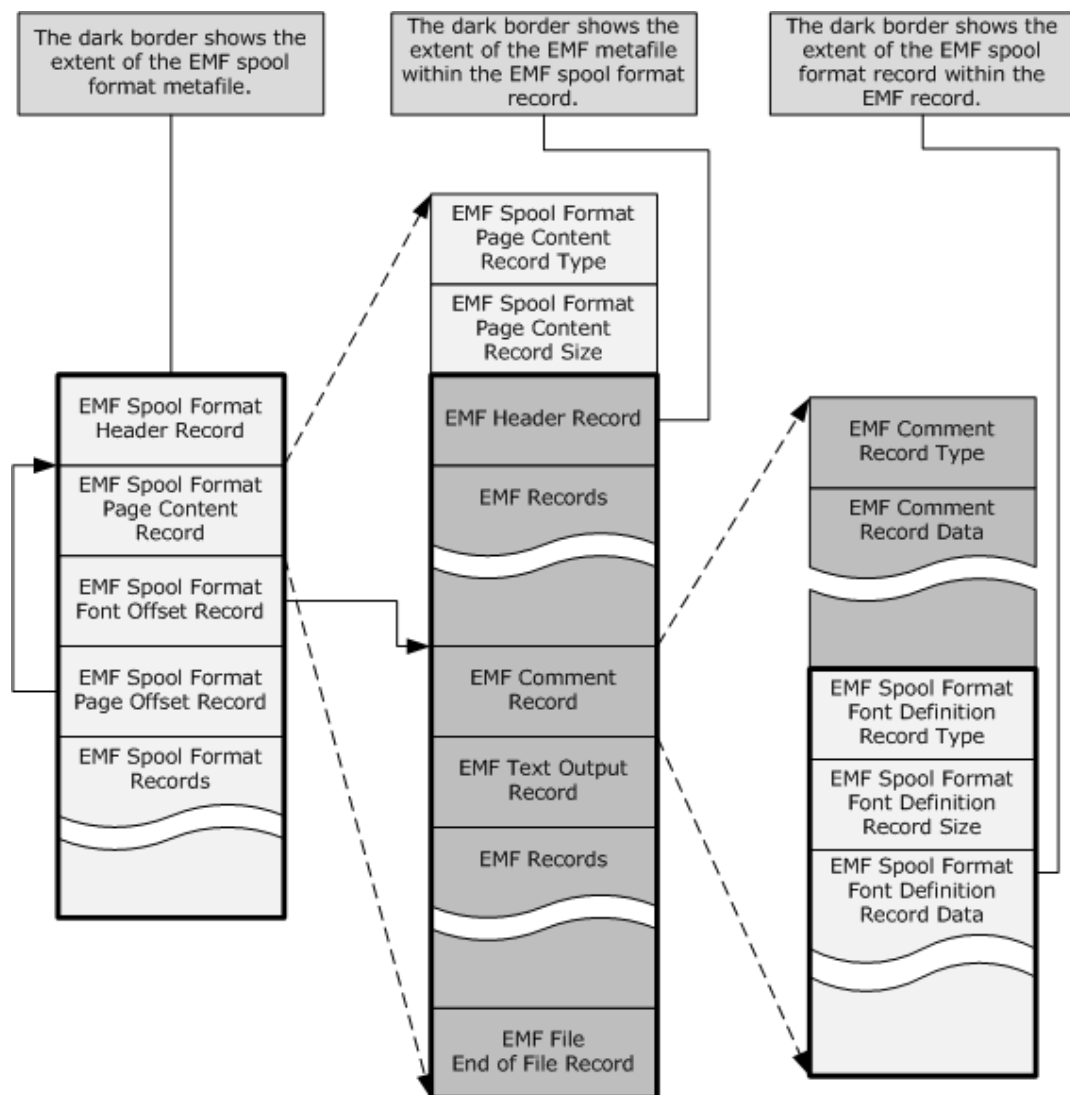 The dark border shows the
extent of the EMF spool
format metafile.
The dark border shows the
extent of the EMF metafile
within the EMF spool format
record.
The dark border shows the
extent of the EMF spool
format record within the
EMF record.
EMF Spool Format
Header Record
EMF Spool Format
Page Content
Record
EMF Spool Format
Font Offset Record
EMF Spool Format
Page Offset Record
EMF Spool Format
Records
EMF Spool Format
Page Content
Record Type
EMF Spool Format
Page Content
Record Size
EMF Header Record
EMF Records
EMF Comment
Record
EMF Text Output
Record
EMF Records
EMF File
End of File Record
EMF Comment
Record Type
EMF Comment
Record Data
EMF Spool Format
Font Definition
Record Type
EMF Spool Format
Font Definition
Record Size
EMF Spool Format
Font Definition
Record Data